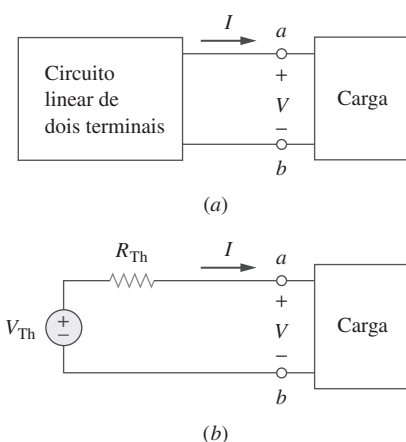 I
a
Circuito
linear de
dois terminais
+
V
−
Carga
b
(a)
R_Th
I
a
V_Th
+
−
+
V
−
Carga
b
(b)